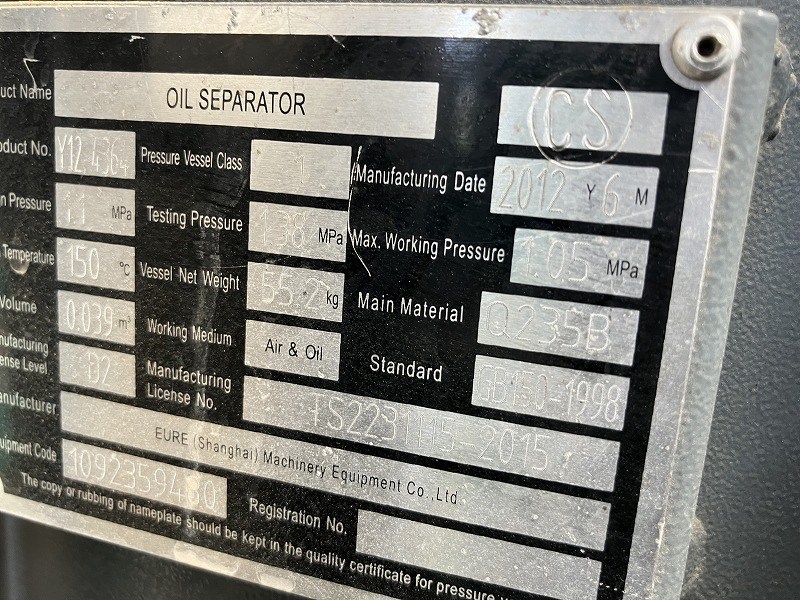 uct Name OIL SEPARATOR CS
oduct No. Y12-4364 Pressure Vessel Class 1 Manufacturing Date 2012 Y 6 M
n Pressure 1.1 MPa Testing Pressure 1.38 MPa Max. Working Pressure 1.05 MPa
Temperature 150 °C Vessel Net Weight 55.2 kg Main Material Q235B
Volume 0.039 m³ Working Medium Air & Oil Standard GB150-1998
nufacturing
ense Level D2 Manufacturing
License No. TS2231115-2015
anufacturer EURE (Shanghai) Machinery Equipment Co.,Ltd
quipment Code 1092359430 Registration No.
The copy or rubbing of nameplate should be kept in the quality certificate for pressure